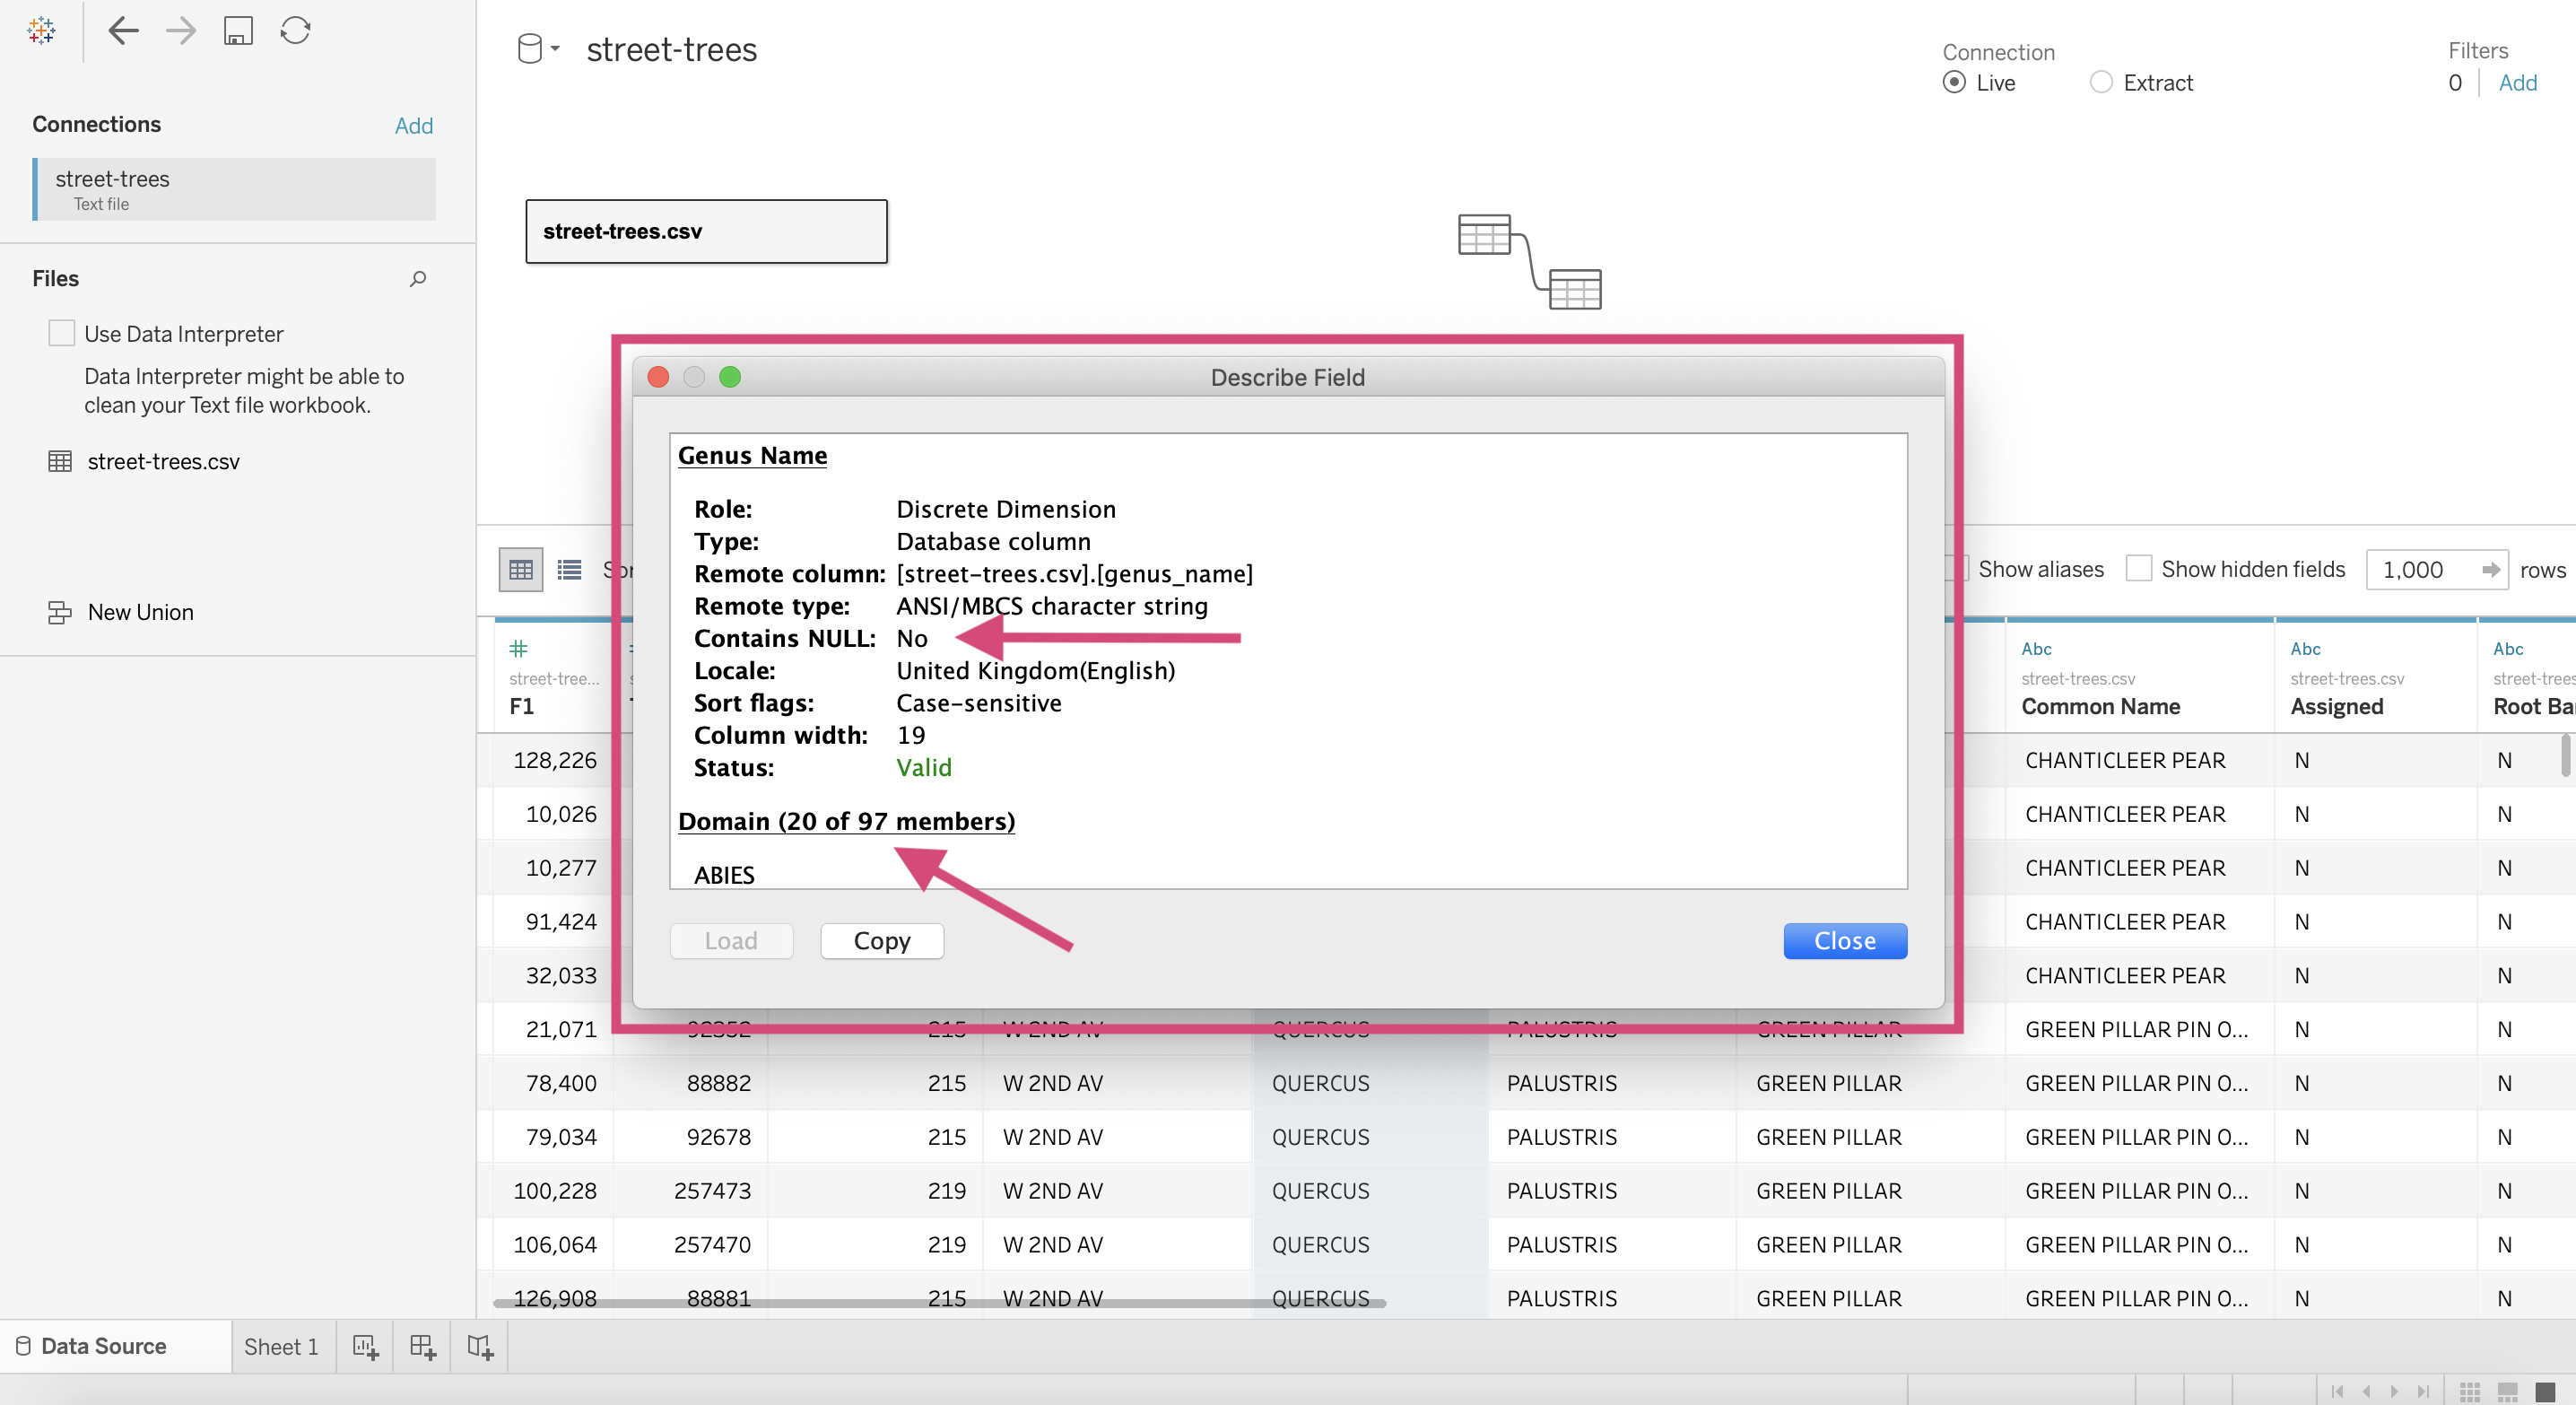 street-trees
Connection
Live
Extract
Filters
0
Add
Connections
Add
street-trees
Text file
Files
Use Data Interpreter
Data Interpreter might be able to
clean your Text file workbook.
street-trees.csv
New Union
street-trees.csv
Describe Field
Genus Name
Role: Discrete Dimension
Type: Database column
Remote column: [street-trees.csv].[genus_name]
Remote type: ANSI/MBCS character string
Contains NULL: No
Locale: United Kingdom(English)
Sort flags: Case-sensitive
Column width: 19
Status: Valid
Domain (20 of 97 members)
ABIES
Load
Copy
Close
Show aliases
Show hidden fields
1,000
rows
street-tree...
F1
Abc
street-trees.csv
Common Name
Abc
street-trees.csv
Assigned
Abc
street-trees
Root Ba
128,226 CHANTICLEER PEAR N N
10,026 CHANTICLEER PEAR N N
10,277 CHANTICLEER PEAR N N
91,424 CHANTICLEER PEAR N N
32,033 CHANTICLEER PEAR N N
21,071 92352 215 W 2ND AV QUERCUS PALUSTRIS GREEN PILLAR GREEN PILLAR PIN O... N N
78,400 88882 215 W 2ND AV QUERCUS PALUSTRIS GREEN PILLAR GREEN PILLAR PIN O... N N
79,034 92678 215 W 2ND AV QUERCUS PALUSTRIS GREEN PILLAR GREEN PILLAR PIN O... N N
100,228 257473 219 W 2ND AV QUERCUS PALUSTRIS GREEN PILLAR GREEN PILLAR PIN O... N N
106,064 257470 219 W 2ND AV QUERCUS PALUSTRIS GREEN PILLAR GREEN PILLAR PIN O... N N
126,908 88881 215 W 2ND AV QUERCUS PALUSTRIS GREEN PILLAR GREEN PILLAR PIN O... N N
Data Source
Sheet 1